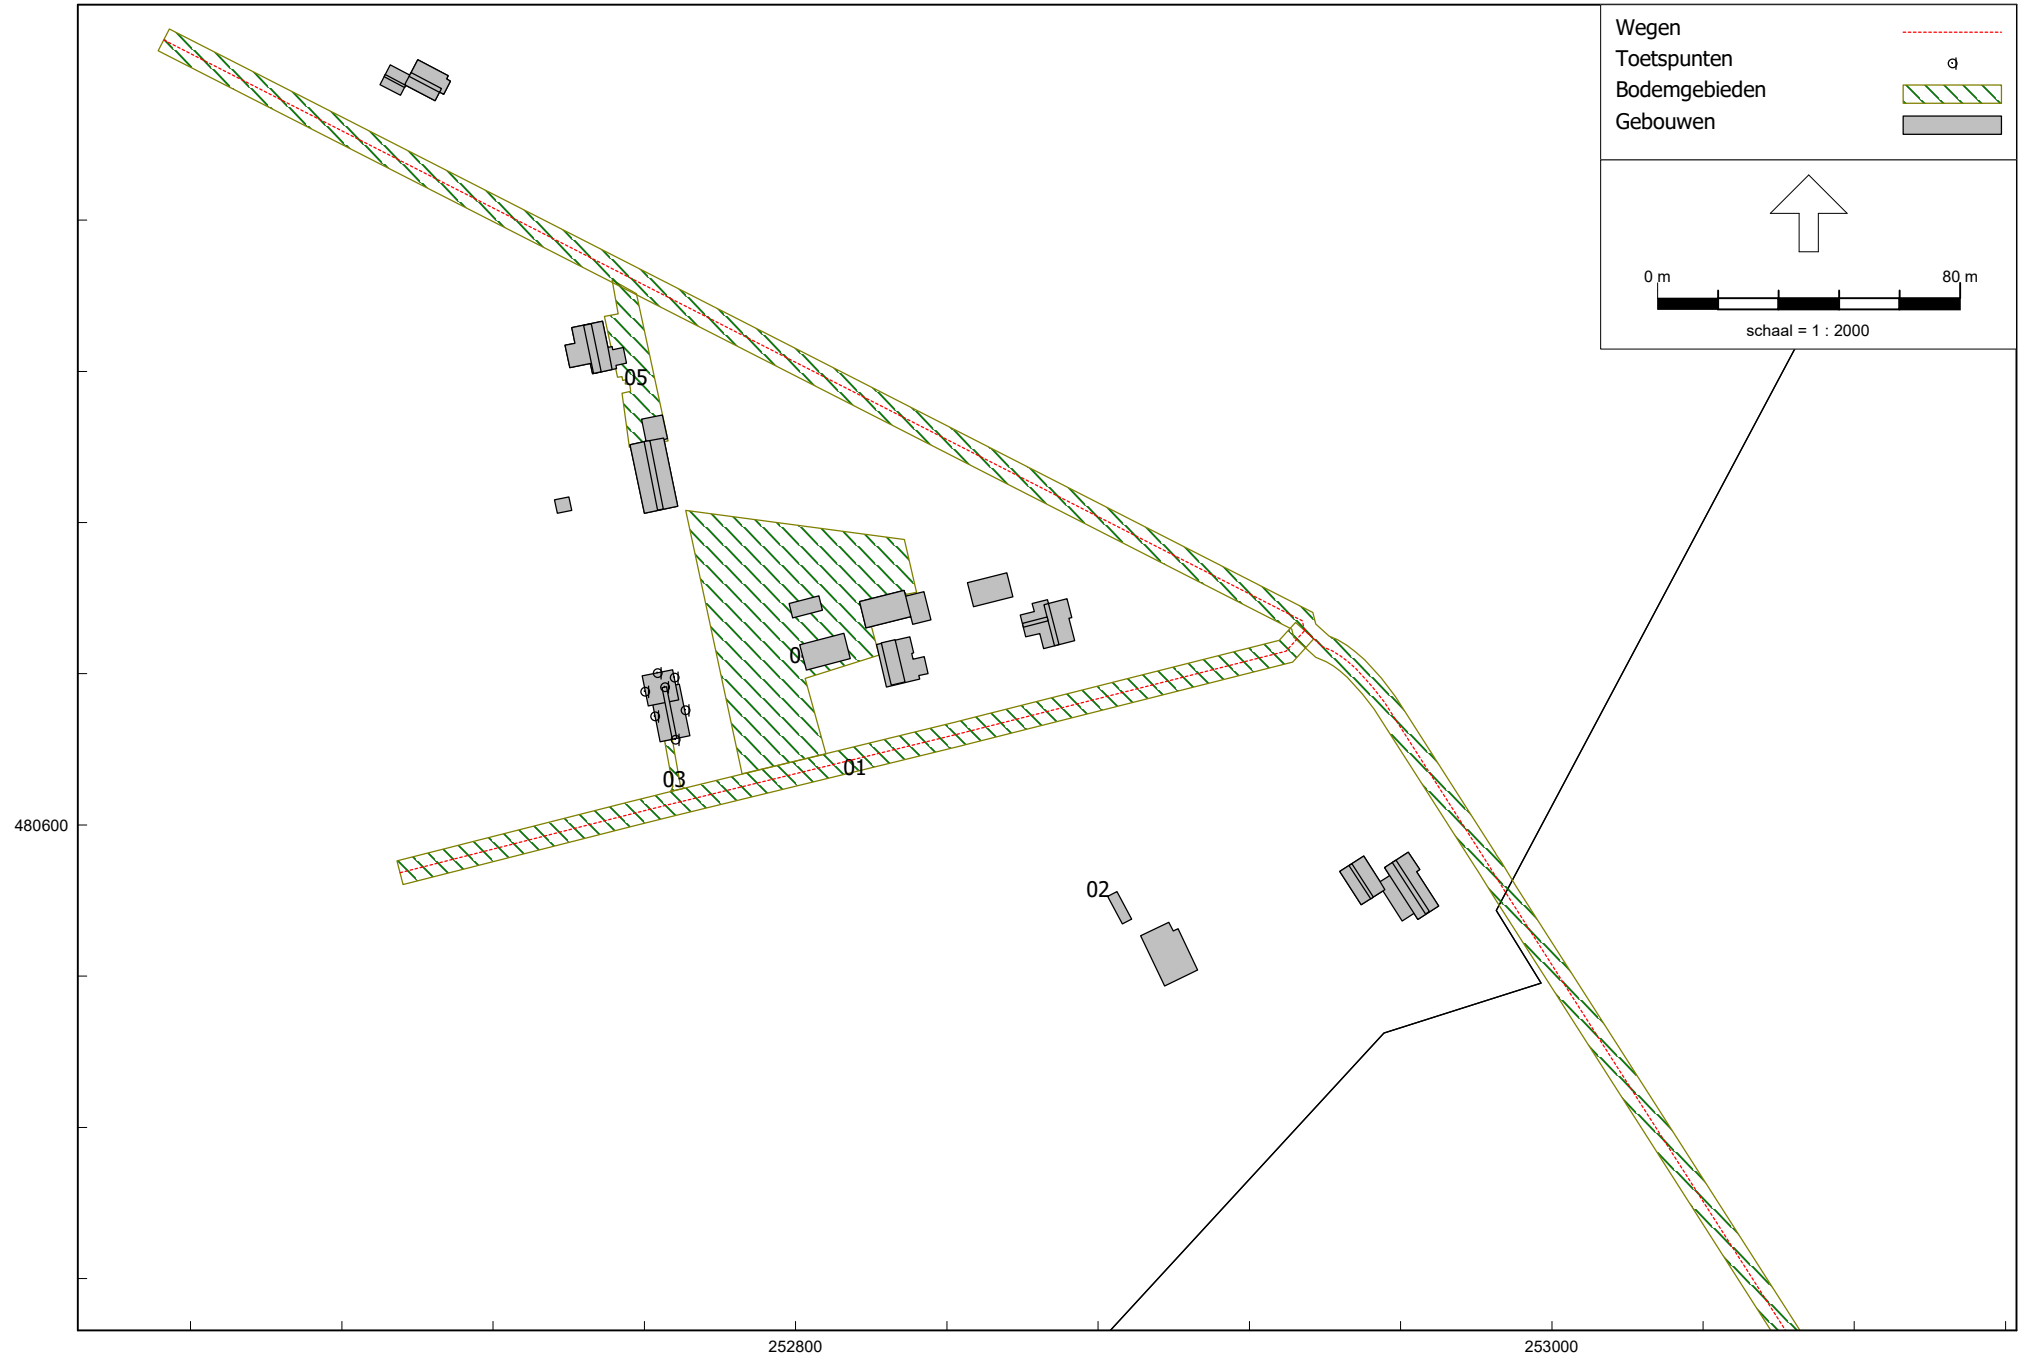 Wegen
Toetspunten
Bodemgebieden
Gebouwen
0 m 80 m
schaal = 1 : 2000
05
01
03
480600
02
252800 253000